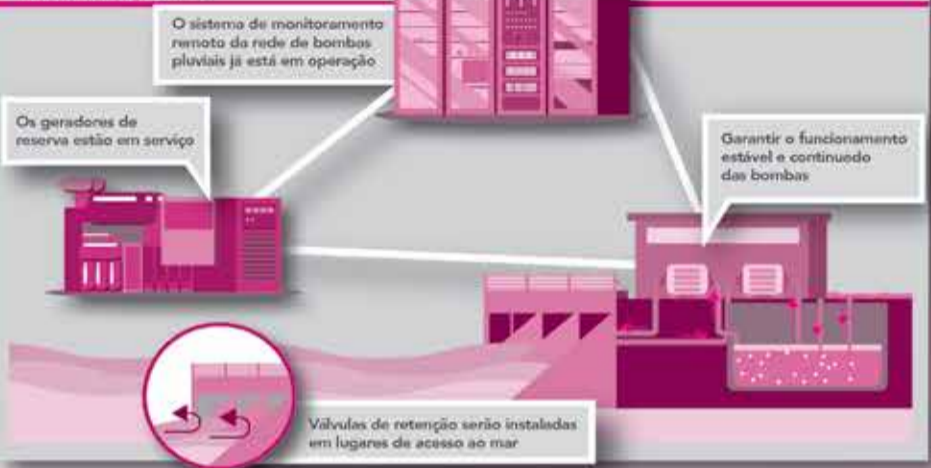 O sistema de monitoramento
remoto da rede de bombas
pluviais já está em operação
Os geradores de
reserva estão em serviço
Garantir o funcionamento
estável e continuado
das bombas
Válvulas de retenção serão instaladas
em lugares de acesso ao mar